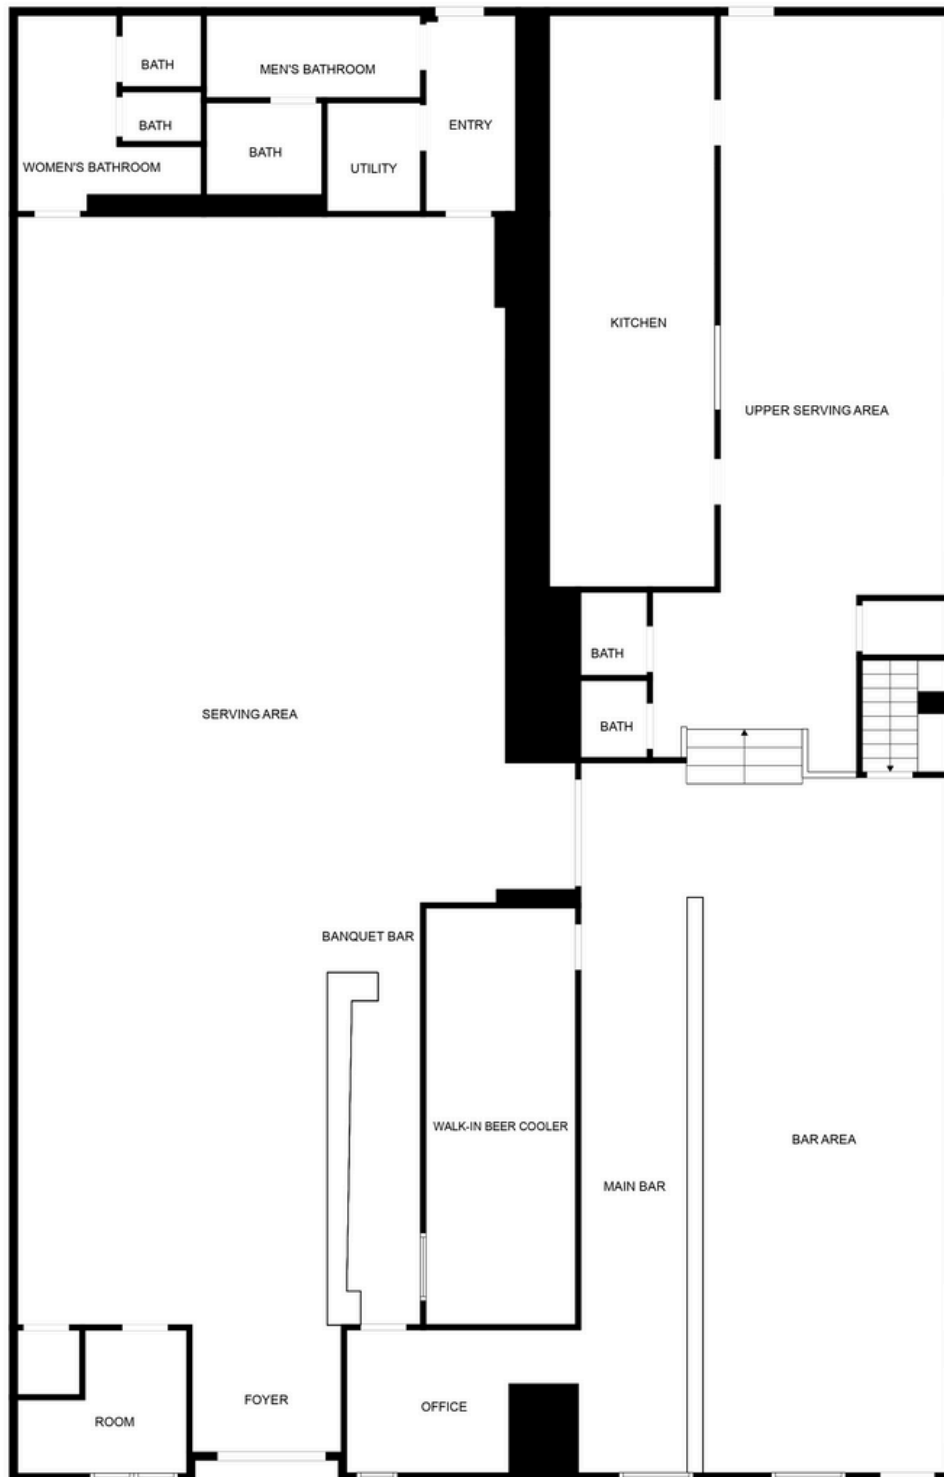 BATH
MEN'S BATHROOM
BATH
ENTRY
BATH
WOMEN'S BATHROOM
UTILITY
KITCHEN
UPPER SERVING AREA
BATH
SERVING AREA
BATH
BANQUET BAR
WALK-IN BEER COOLER
BAR AREA
MAIN BAR
FOYER
OFFICE
ROOM